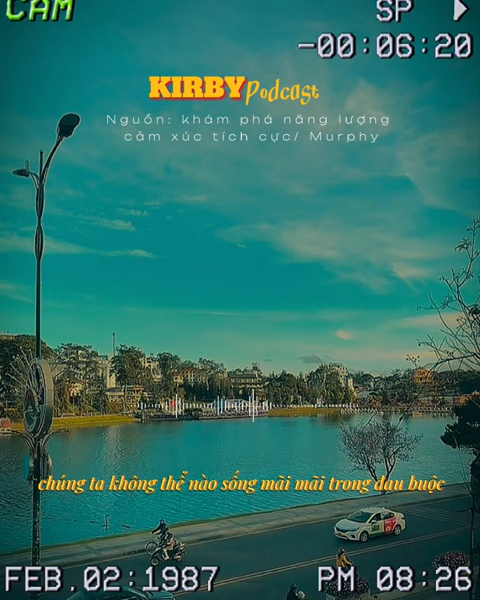 CAM
SP
-00:06:20
KIRBY Podcast
Nguồn: khám phá năng lượng
cảm xúc tích cực/ Murphy
chúng ta không thể nào sống mãi mãi trong đau buộc
FEB.02:1987
PM 08:26